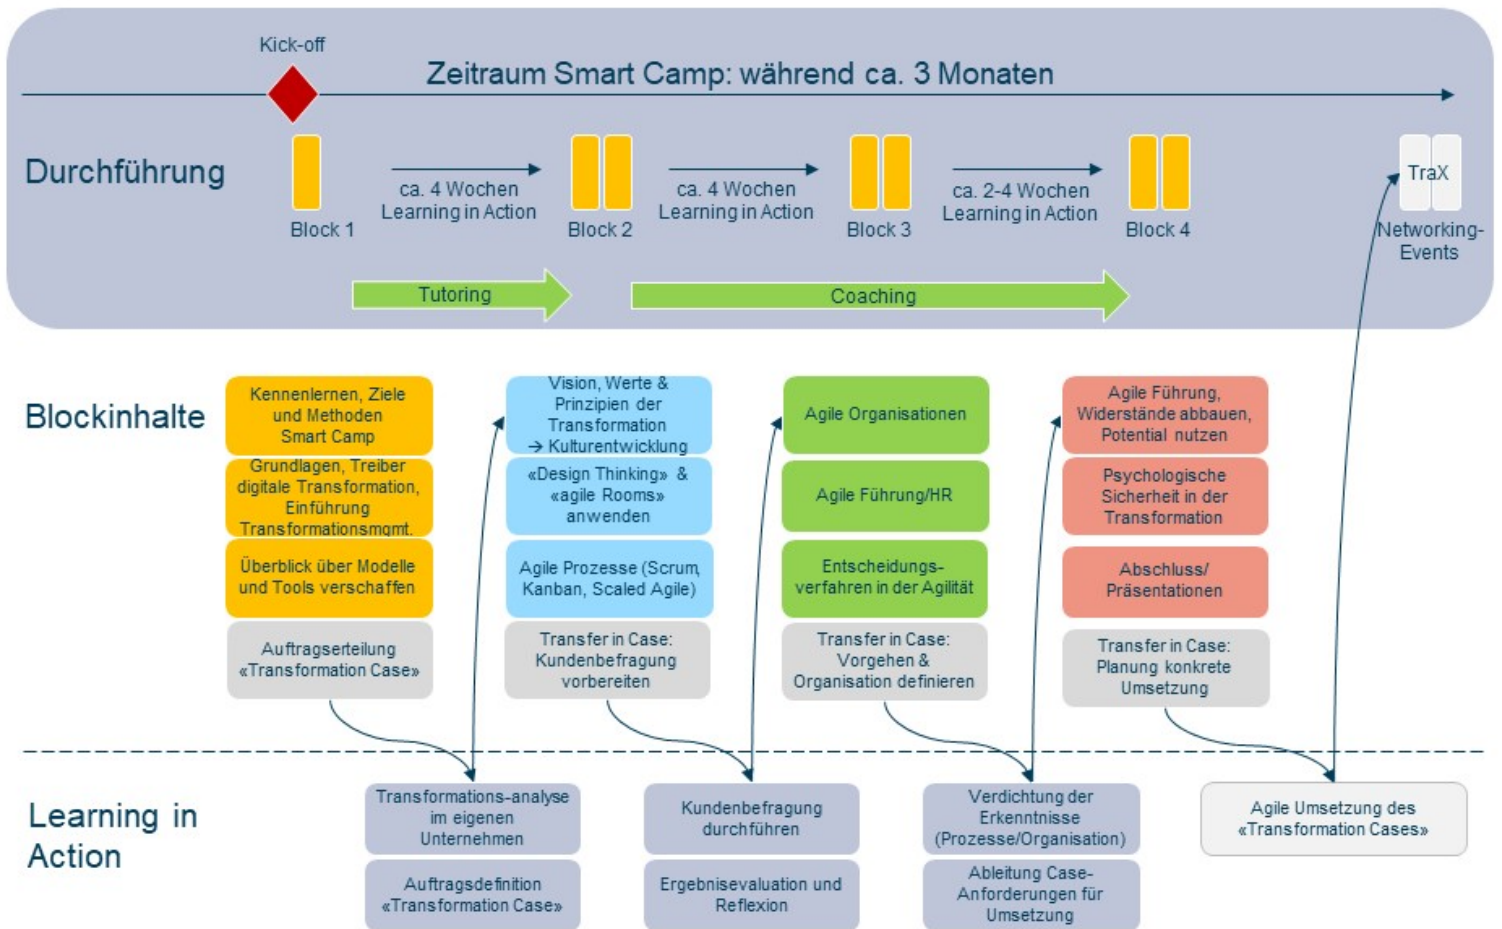 Kick-off
Zeitraum Smart Camp: während ca. 3 Monaten
Durchführung
Block 1
ca. 4 Wochen
Learning in Action
Block 2
ca. 4 Wochen
Learning in Action
Block 3
ca. 2-4 Wochen
Learning in Action
Block 4
TraX
Networking-
Events
Tutoring
Coaching
Blockinhalte
Kennenlernen, Ziele
und Methoden
Smart Camp
Grundlagen, Treiber
digitale Transformation,
Einführung
Transformationsmgmt.
Überblick über Modelle
und Tools verschaffen
Auftragserteilung
«Transformation Case»
Vision, Werte &
Prinzipien der
Transformation
→ Kulturentwicklung
«Design Thinking» &
«agile Rooms»
anwenden
Agile Prozesse (Scrum,
Kanban, Scaled Agile)
Transfer in Case:
Kundenbefragung
vorbereiten
Agile Organisationen
Agile Führung/HR
Entscheidungs-
verfahren in der Agilität
Transfer in Case:
Vorgehen &
Organisation definieren
Agile Führung,
Widerstände abbauen,
Potential nutzen
Psychologische
Sicherheit in der
Transformation
Abschluss/
Präsentationen
Transfer in Case:
Planung konkrete
Umsetzung
Learning in
Action
Transformations-analyse
im eigenen
Unternehmen
Auftragsdefinition
«Transformation Case»
Kundenbefragung
durchführen
Ergebnisevaluation und
Reflexion
Verdichtung der
Erkenntnisse
(Prozesse/Organisation)
Ableitung Case-
Anforderungen für
Umsetzung
Agile Umsetzung des
«Transformation Cases»